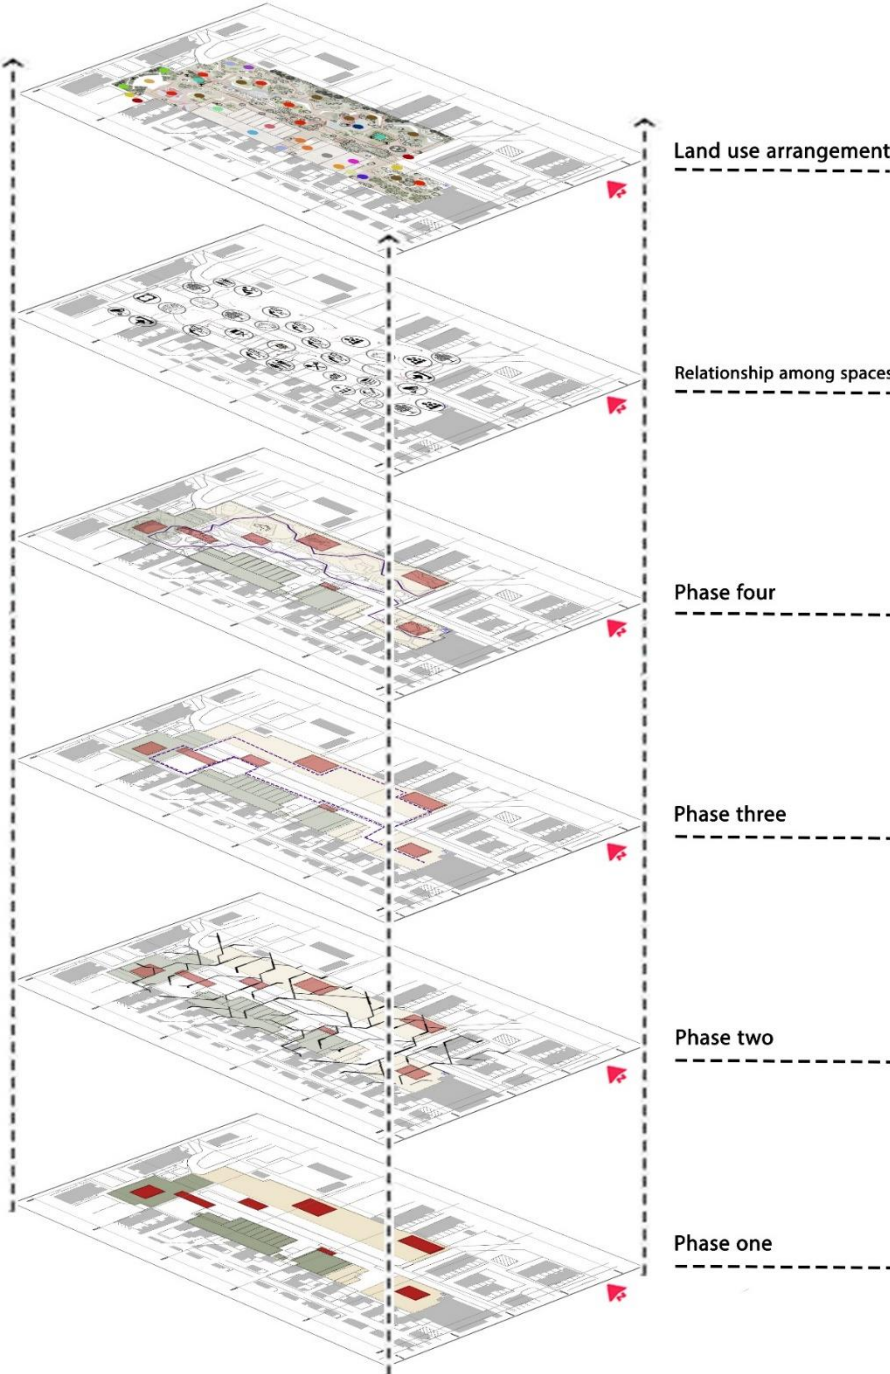 Land use arrangement
Relationship among spaces
Phase four
Phase three
Phase two
Phase one